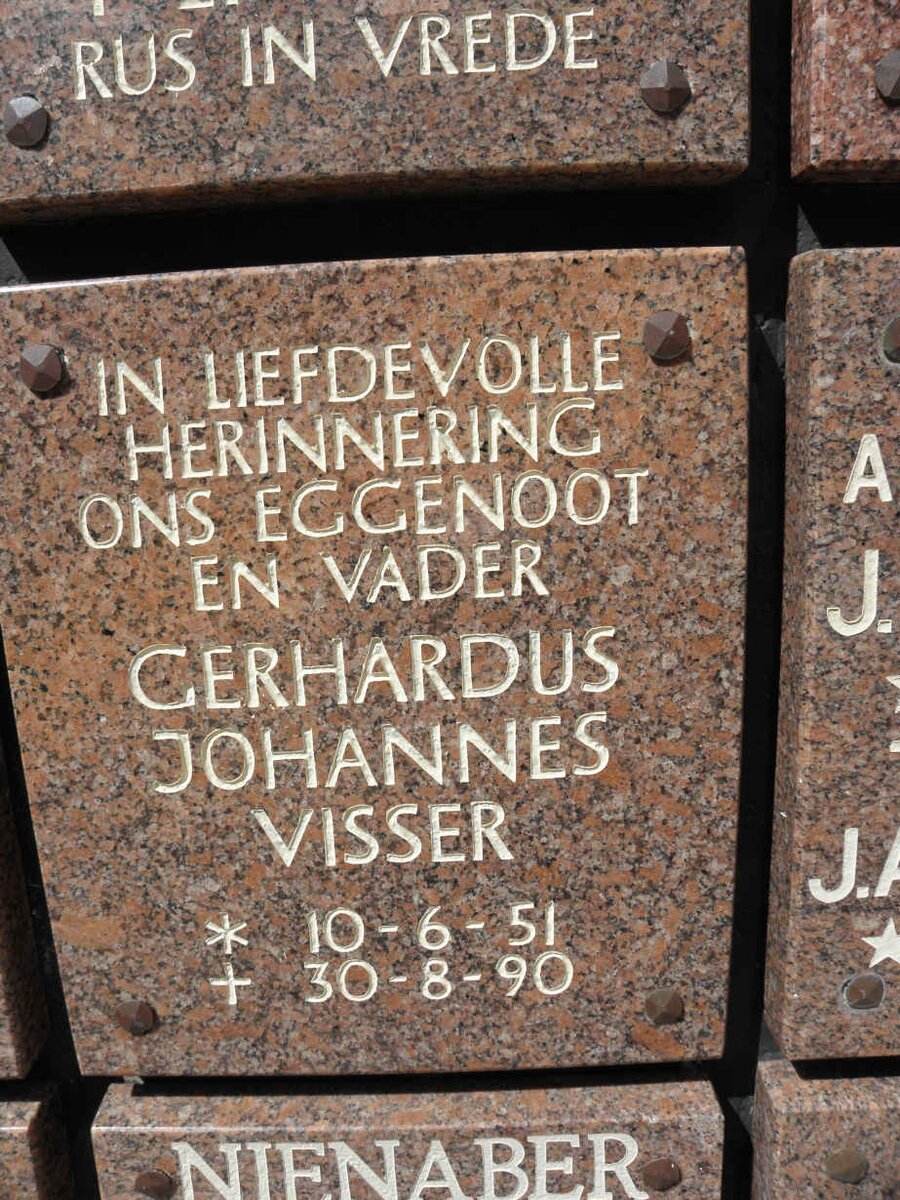 RUS IN VREDE
IN LIEFDEVOLLE
HERINNERING
ONS EGGENOOT
EN VADER
GERHARDUS
JOHANNES
VISSER
* 10-6-51
+ 30-8-90
A
J.
J.A
NIENABER